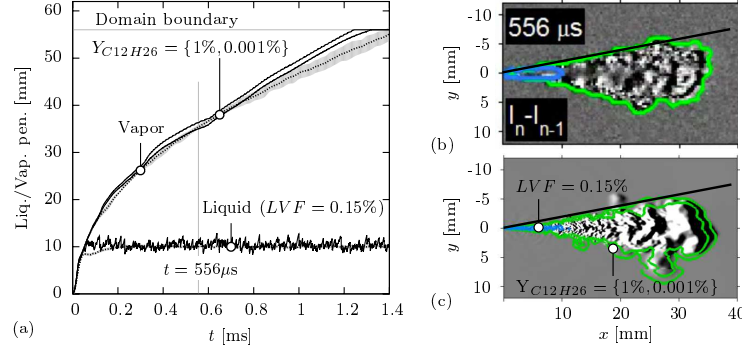 Domain boundary
Y_{C12H26} = {1%, 0.001%}
Vapor
Liquid (LVF = 0.15%)
t = 556µs
Liq./Vap. pen. [mm]
60
50
40
30
20
10
0
0 0.2 0.4 0.6 0.8 1.0 1.2 1.4
t [ms]
(a)
556 µs
I_n-I_{n-1}
-10
-5
0
5
10
y [mm]
(b)
LVF = 0.15%
Y_{C12H26} = {1%, 0.001%}
-10
-5
0
5
10
y [mm]
(c)
10 20 30 40
x [mm]